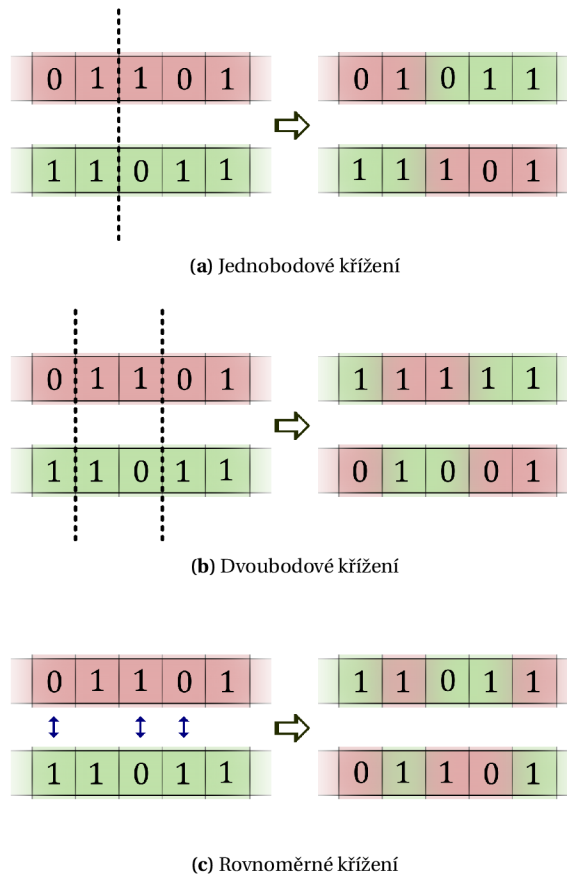 0 1 1 0 1 0 1 0 1 1
1 1 0 1 1 1 1 1 0 1
(a) Jednobodové křížení
0 1 1 0 1 1 1 1 1 1
1 1 0 1 1 0 1 0 0 1
(b) Dvoubodové křížení
0 1 1 0 1 1 1 0 1 1
1 1 0 1 1 0 1 1 0 1
(c) Rovnoměrné křížení